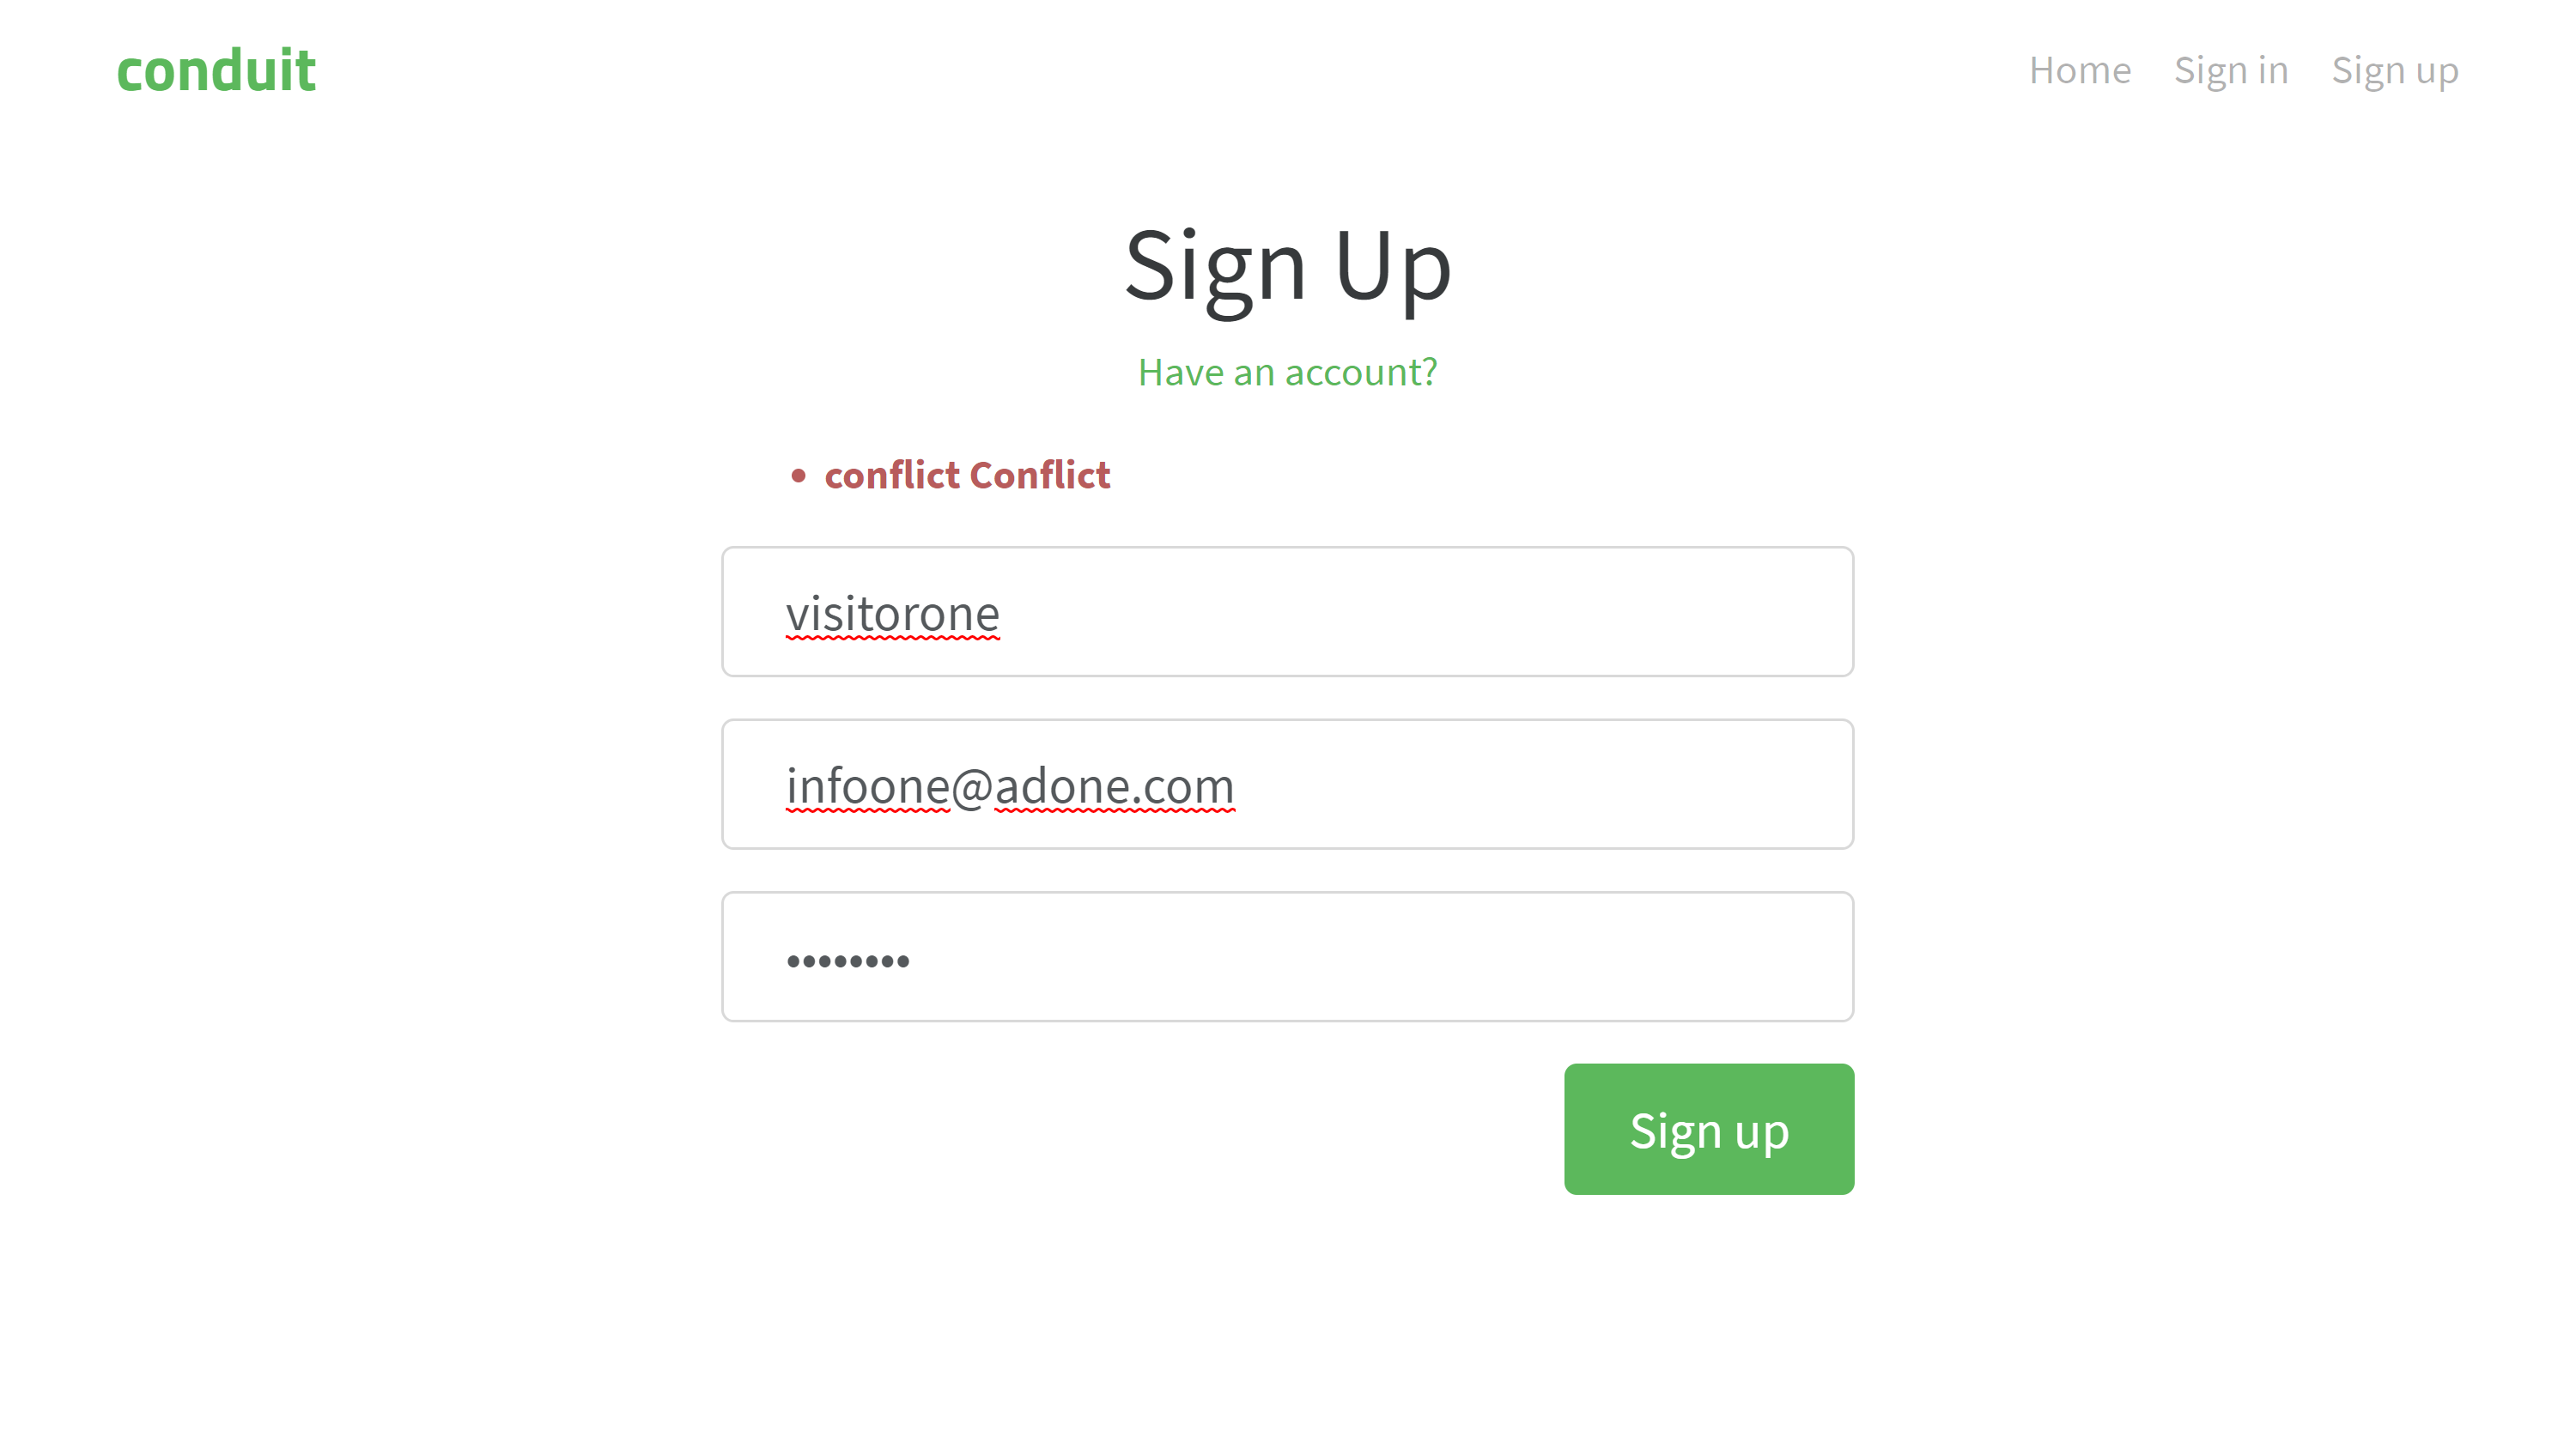 conduit
Home Sign in Sign up
Sign Up
Have an account?
• conflict Conflict
visitorone
infoone@adone.com
••••••••
Sign up